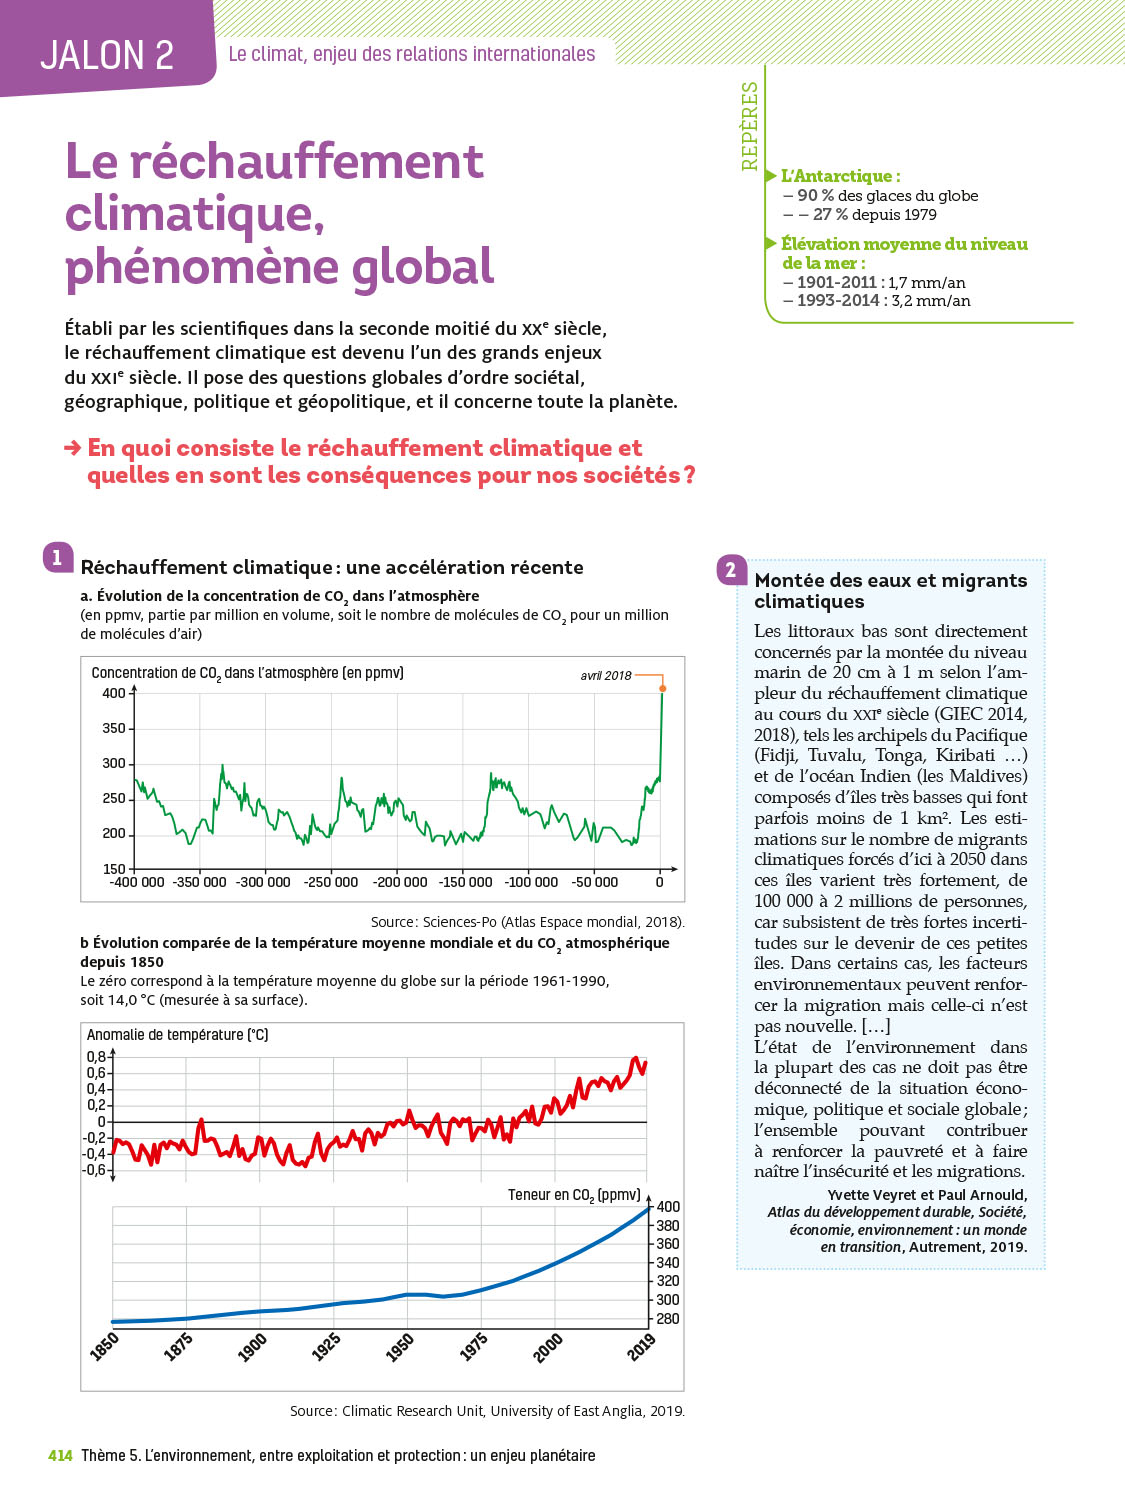 JALON 2
Le climat, enjeu des relations internationales
REPÈRES
L'Antarctique :
– 90 % des glaces du globe
– – 27 % depuis 1979
Élévation moyenne du niveau
de la mer :
– 1901-2011 : 1,7 mm/an
– 1993-2014 : 3,2 mm/an
Le réchauffement
climatique,
phénomène global
Établi par les scientifiques dans la seconde moitié du XXe siècle,
le réchauffement climatique est devenu l'un des grands enjeux
du XXIe siècle. Il pose des questions globales d'ordre sociétal,
géographique, politique et géopolitique, et il concerne toute la planète.
→ En quoi consiste le réchauffement climatique et
quelles en sont les conséquences pour nos sociétés ?
1
Réchauffement climatique : une accélération récente
a. Évolution de la concentration de CO2 dans l'atmosphère
(en ppmv, partie par million en volume, soit le nombre de molécules de CO2 pour un million
de molécules d'air)
Concentration de CO2 dans l'atmosphère (en ppmv)
avril 2018
400
350
300
250
200
150
-400 000 -350 000 -300 000 -250 000 -200 000 -150 000 -100 000 -50 000 0
Source : Sciences-Po (Atlas Espace mondial, 2018).
b Évolution comparée de la température moyenne mondiale et du CO2 atmosphérique
depuis 1850
Le zéro correspond à la température moyenne du globe sur la période 1961-1990,
soit 14,0 °C (mesurée à sa surface).
Anomalie de température (°C)
0,8
0,6
0,4
0,2
0
-0,2
-0,4
-0,6
Teneur en CO2 (ppmv)
400
380
360
340
320
300
280
1850 1875 1900 1925 1950 1975 2000 2019
Source : Climatic Research Unit, University of East Anglia, 2019.
2
Montée des eaux et migrants
climatiques
Les littoraux bas sont directement
concernés par la montée du niveau
marin de 20 cm à 1 m selon l'am-
pleur du réchauffement climatique
au cours du XXIe siècle (GIEC 2014,
2018), tels les archipels du Pacifique
(Fidji, Tuvalu, Tonga, Kiribati …)
et de l'océan Indien (les Maldives)
composés d'îles très basses qui font
parfois moins de 1 km². Les esti-
mations sur le nombre de migrants
climatiques forcés d'ici à 2050 dans
ces îles varient très fortement, de
100 000 à 2 millions de personnes,
car subsistent de très fortes incerti-
tudes sur le devenir de ces petites
îles. Dans certains cas, les facteurs
environnementaux peuvent renfor-
cer la migration mais celle-ci n'est
pas nouvelle. […]
L'état de l'environnement dans
la plupart des cas ne doit pas être
déconnecté de la situation écono-
mique, politique et sociale globale ;
l'ensemble pouvant contribuer
à renforcer la pauvreté et à faire
naître l'insécurité et les migrations.
Yvette Veyret et Paul Arnould,
Atlas du développement durable, Société,
économie, environnement : un monde
en transition, Autrement, 2019.
414 Thème 5. L'environnement, entre exploitation et protection : un enjeu planétaire